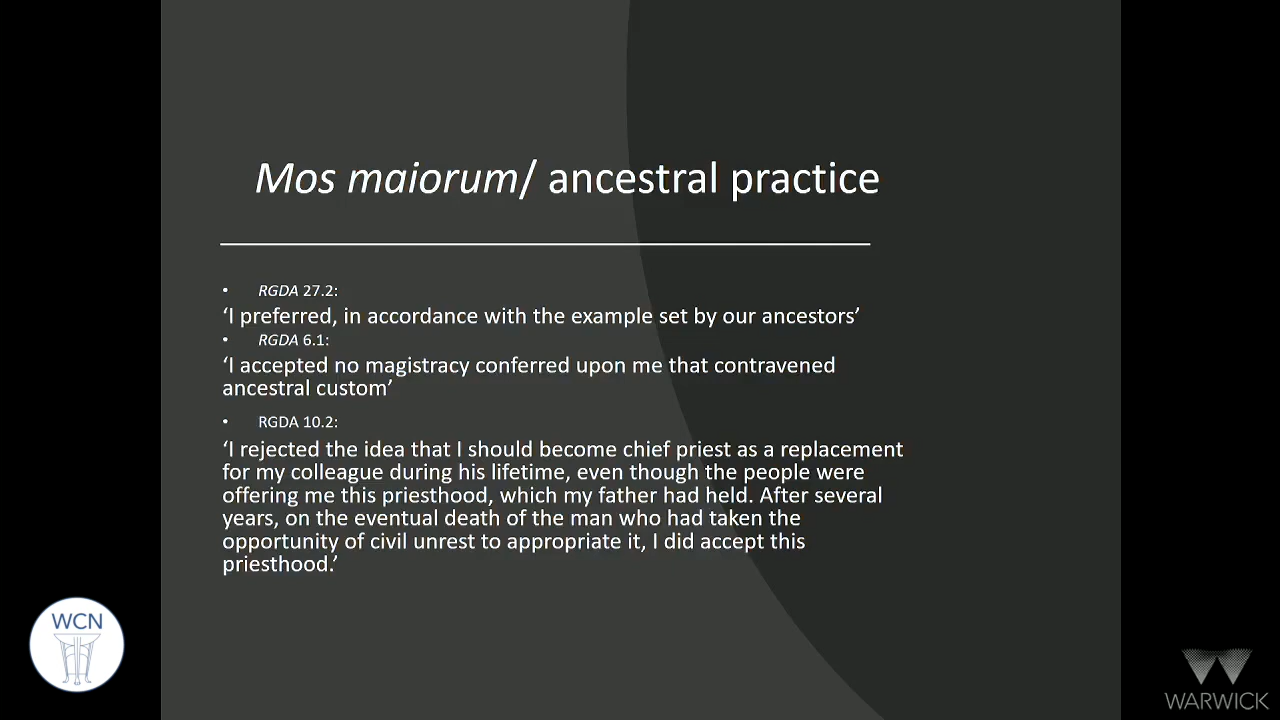 Mos maiorum/ ancestral practice
• RGDA 27.2:
‘I preferred, in accordance with the example set by our ancestors’
• RGDA 6.1:
‘I accepted no magistracy conferred upon me that contravened
ancestral custom’
• RGDA 10.2:
‘I rejected the idea that I should become chief priest as a replacement
for my colleague during his lifetime, even though the people were
offering me this priesthood, which my father had held. After several
years, on the eventual death of the man who had taken the
opportunity of civil unrest to appropriate it, I did accept this
priesthood.’
WCN
WARWICK